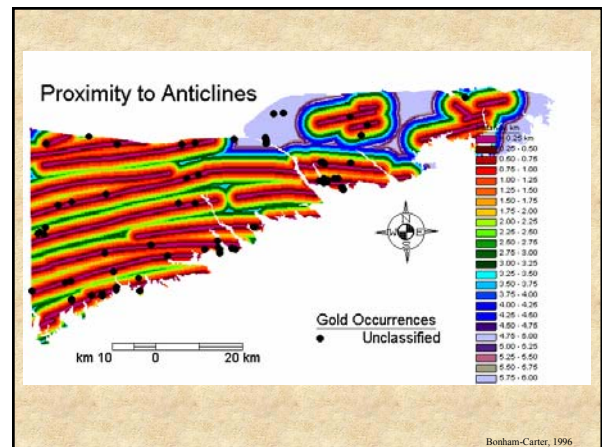 Proximity to Anticlines
km
0.25 km
0.25 - 0.50
0.50 - 0.75
0.75 - 1.00
1.00 - 1.25
1.25 - 1.50
1.50 - 1.75
1.75 - 2.00
2.00 - 2.25
2.25 - 2.50
2.50 - 2.75
2.75 - 3.00
3.00 - 3.25
3.25 - 3.50
3.50 - 3.75
3.75 - 4.00
4.00 - 4.25
4.25 - 4.50
4.50 - 4.75
4.75 - 5.00
5.00 - 5.25
5.25 - 5.50
5.50 - 5.75
5.75 - 6.00
N
W E
S
Gold Occurrences
Unclassified
km 10 0 20 km
Bonham-Carter, 1996